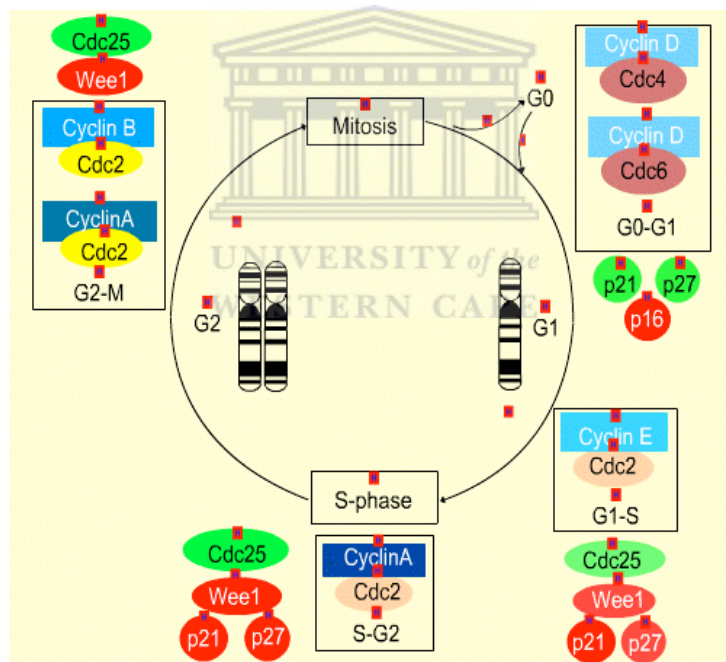 Cdc25
Wee1
Cyclin B
Cdc2
CyclinA
Cdc2
G2-M
Mitosis
G0
Cyclin D
Cdc4
Cyclin D
Cdc6
G0-G1
p21
p27
p16
UNIVERSITY of the
WESTERN CAPE
G2
G1
Cyclin E
Cdc2
G1-S
S-phase
Cdc25
Wee1
p21
p27
CyclinA
Cdc2
S-G2
Cdc25
Wee1
p21
p27